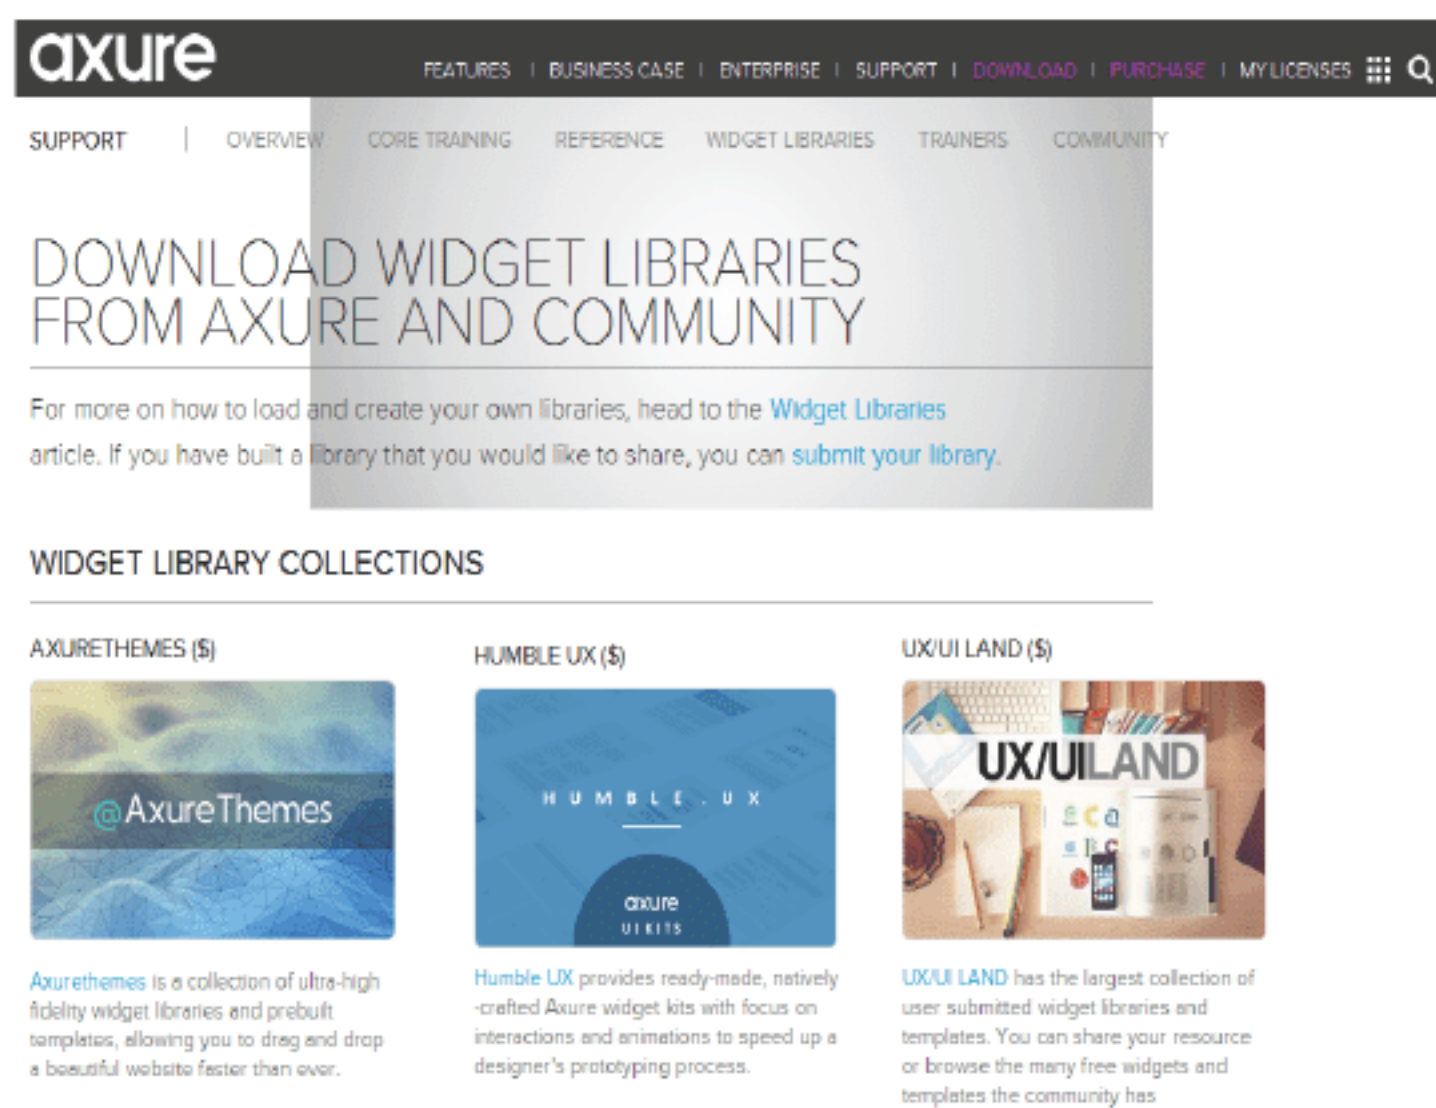 axure
FEATURES | BUSINESS CASE | ENTERPRISE | SUPPORT | DOWNLOAD | PURCHASE | MY LICENSES
SUPPORT | OVERVIEW CORE TRAINING REFERENCE WIDGET LIBRARIES TRAINERS COMMUNITY
DOWNLOAD WIDGET LIBRARIES
FROM AXURE AND COMMUNITY
For more on how to load and create your own libraries, head to the Widget Libraries
article. If you have built a library that you would like to share, you can submit your library.
WIDGET LIBRARY COLLECTIONS
AXURETHEMES ($)
@AxureThemes
Axurethemes is a collection of ultra-high
fidelity widget libraries and prebuilt
templates, allowing you to drag and drop
a beautiful website faster than ever.
HUMBLE UX ($)
HUMBLE.UX
axure
UI KITS
Humble UX provides ready-made, natively
-crafted Axure widget kits with focus on
interactions and animations to speed up a
designer's prototyping process.
UX/UI LAND ($)
UX/UILAND
UX/UI LAND has the largest collection of
user submitted widget libraries and
templates. You can share your resource
or browse the many free widgets and
templates the community has